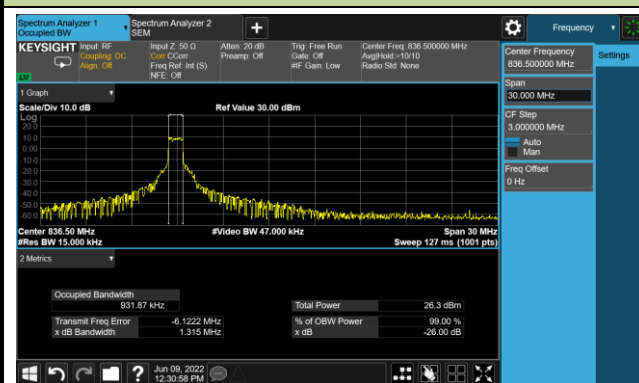 Spectrum Analyzer 1
Occupied BW
Spectrum Analyzer 2
SEM
Frequency
KEYSIGHT
Input: RF
Coupling: DC
Align: Off
Input Z: 50 Ω
Corr CCorr
Freq Ref: Int (S)
NFE: Off
Atten: 20 dB
Preamp: Off
Trig: Free Run
Gate: Off
#IF Gain: Low
Center Freq: 836.500000 MHz
Avg|Hold:>10/10
Radio Std: None
Center Frequency
836.500000 MHz
Settings
Span
30.000 MHz
CF Step
3.000000 MHz
Auto
Man
Freq Offset
0 Hz
1 Graph
Scale/Div 10.0 dB
Ref Value 30.00 dBm
Log
20.0
10.0
0.00
-10.0
-20.0
-30.0
-40.0
-50.0
-60.0
Center 836.50 MHz
#Video BW 47.000 kHz
Span 30 MHz
#Res BW 15.000 kHz
Sweep 127 ms (1001 pts)
2 Metrics
Occupied Bandwidth
931.87 kHz
Total Power
26.3 dBm
Transmit Freq Error
-6.1222 MHz
% of OBW Power
99.00 %
x dB Bandwidth
1.315 MHz
x dB
-26.00 dB
Jun 09, 2022
12:30:58 PM